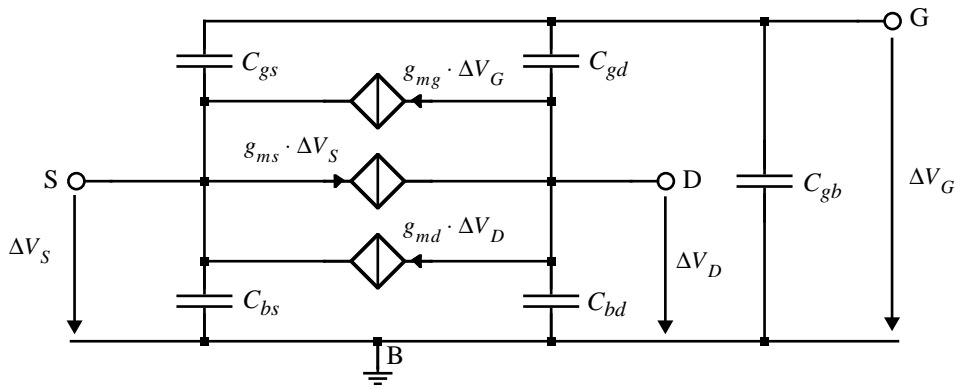 G
C_gs
g_mg · ΔV_G
C_gd
g_ms · ΔV_S
S
D
C_gb
ΔV_G
g_md · ΔV_D
ΔV_S
ΔV_D
C_bs
C_bd
B